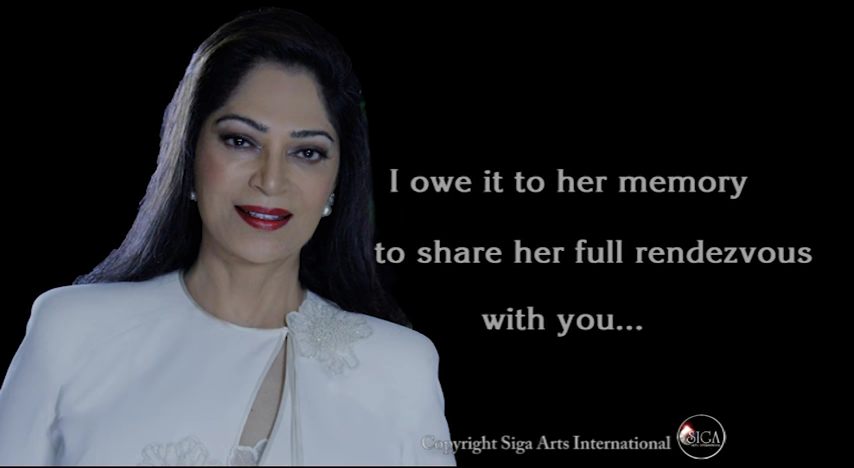 I owe it to her memory
to share her full rendezvous
with you...
Copyright Siga Arts International
SIGA